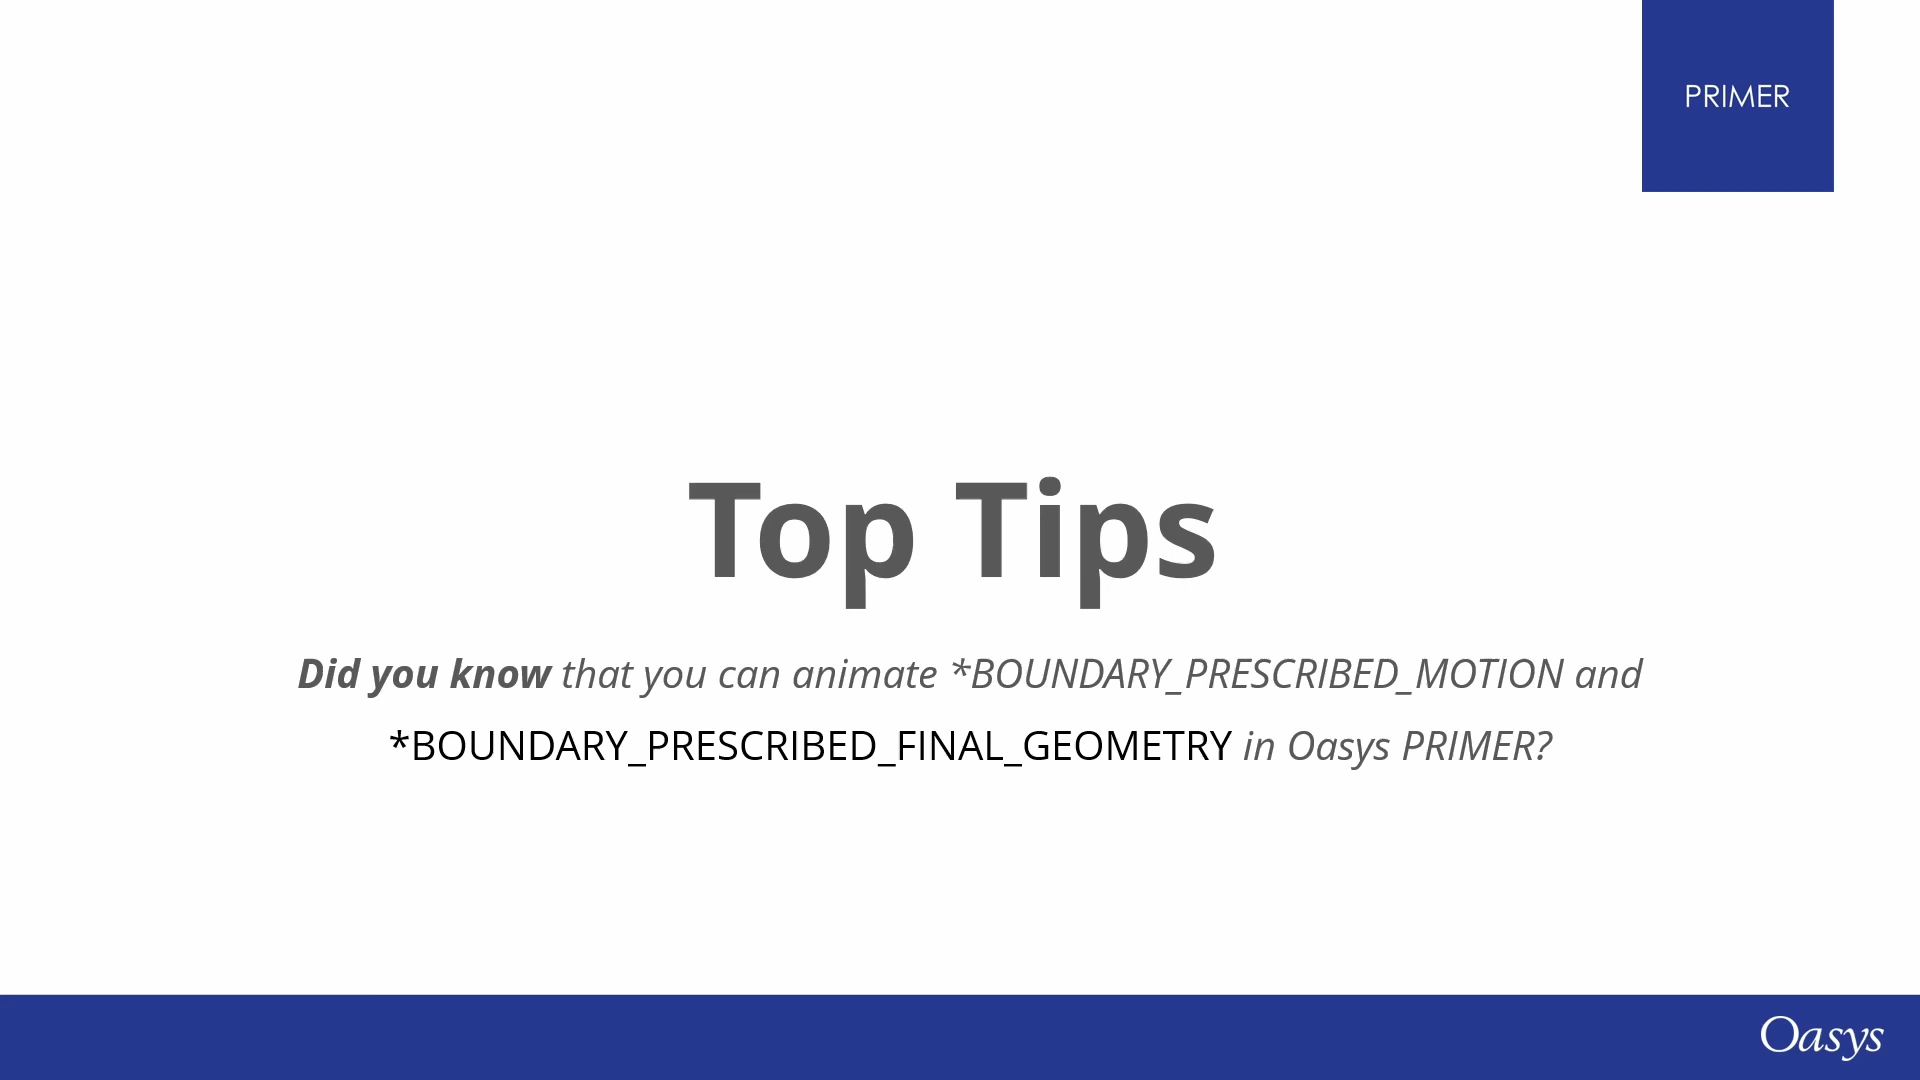 PRIMER
Top Tips
Did you know that you can animate *BOUNDARY_PRESCRIBED_MOTION and
*BOUNDARY_PRESCRIBED_FINAL_GEOMETRY in Oasys PRIMER?
Oasys